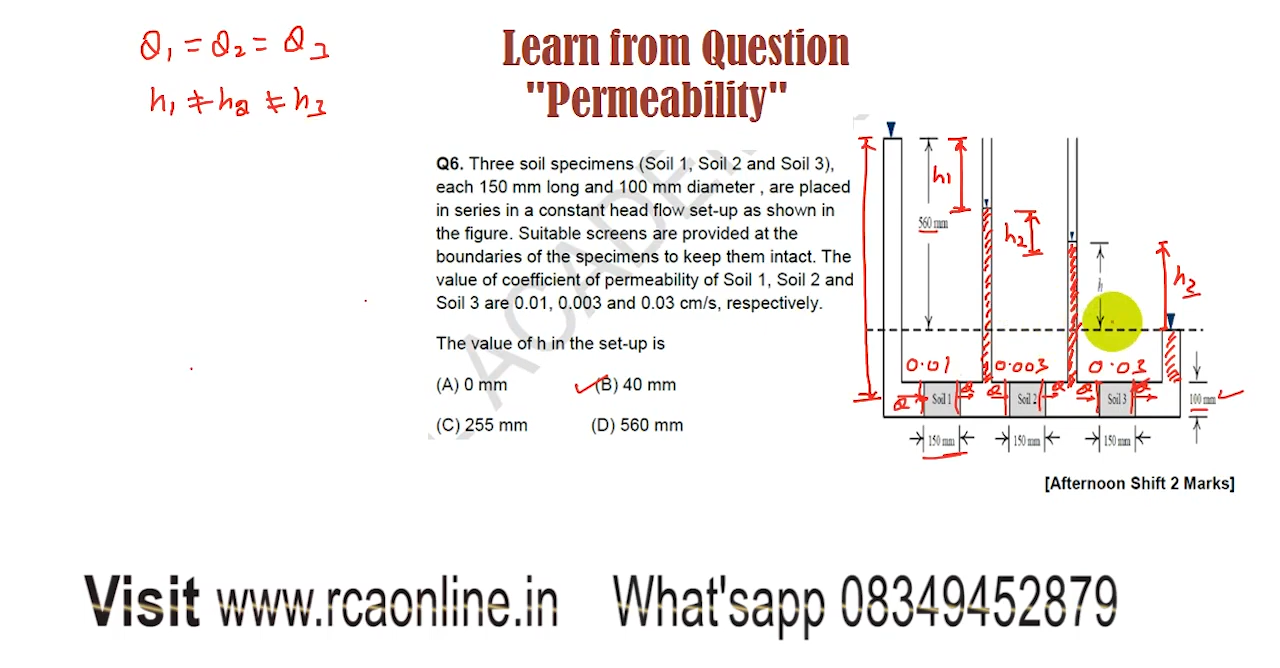 Q₁ = Q₂ = Q₃
h₁ ≠ h₂ ≠ h₃
Learn from Question
"Permeability"
Q6. Three soil specimens (Soil 1, Soil 2 and Soil 3),
each 150 mm long and 100 mm diameter , are placed
in series in a constant head flow set-up as shown in
the figure. Suitable screens are provided at the
boundaries of the specimens to keep them intact. The
value of coefficient of permeability of Soil 1, Soil 2 and
Soil 3 are 0.01, 0.003 and 0.03 cm/s, respectively.
The value of h in the set-up is
(A) 0 mm (B) 40 mm
(C) 255 mm (D) 560 mm
ACADE
h₁
560 mm
h₂
h
h₃
0.01 0.003 0.03
Q Soil 1 Q Q Soil 2 Q Q Soil 3 Q 100 mm
150 mm 150 mm 150 mm
[Afternoon Shift 2 Marks]
Visit www.rcaonline.in What'sapp 08349452879